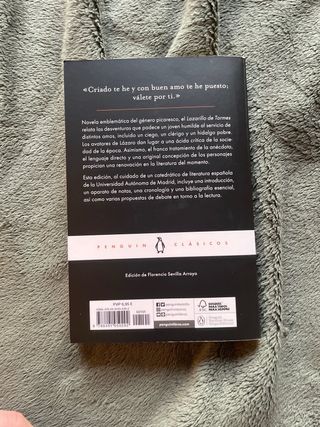 «Criado te he y con buen amo te he puesto;
válete por ti.»
Novela emblemática del género picaresco, el Lazarillo de Tormes
relata las desventuras que padece un joven humilde al servicio de
distintos amos, incluido un ciego, un clérigo y un hidalgo pobre.
Los avatares de Lázaro dan lugar a una ácida crítica de la socie-
dad de la época. Asimismo, el franco tratamiento de la anécdota,
el lenguaje directo y una original concepción de los personajes
propician una renovación en la literatura del momento.
Esta edición, al cuidado de un catedrático de literatura española
de la Universidad Autónoma de Madrid, incluye una introducción,
un aparato de notas, una cronología y una bibliografía esencial,
así como varias propuestas de debate en torno a la lectura.
PENGUIN CLÁSICOS
Edición de Florencio Sevilla Arroyo
PVP 6,95 €
penguinlibros.com
FSC